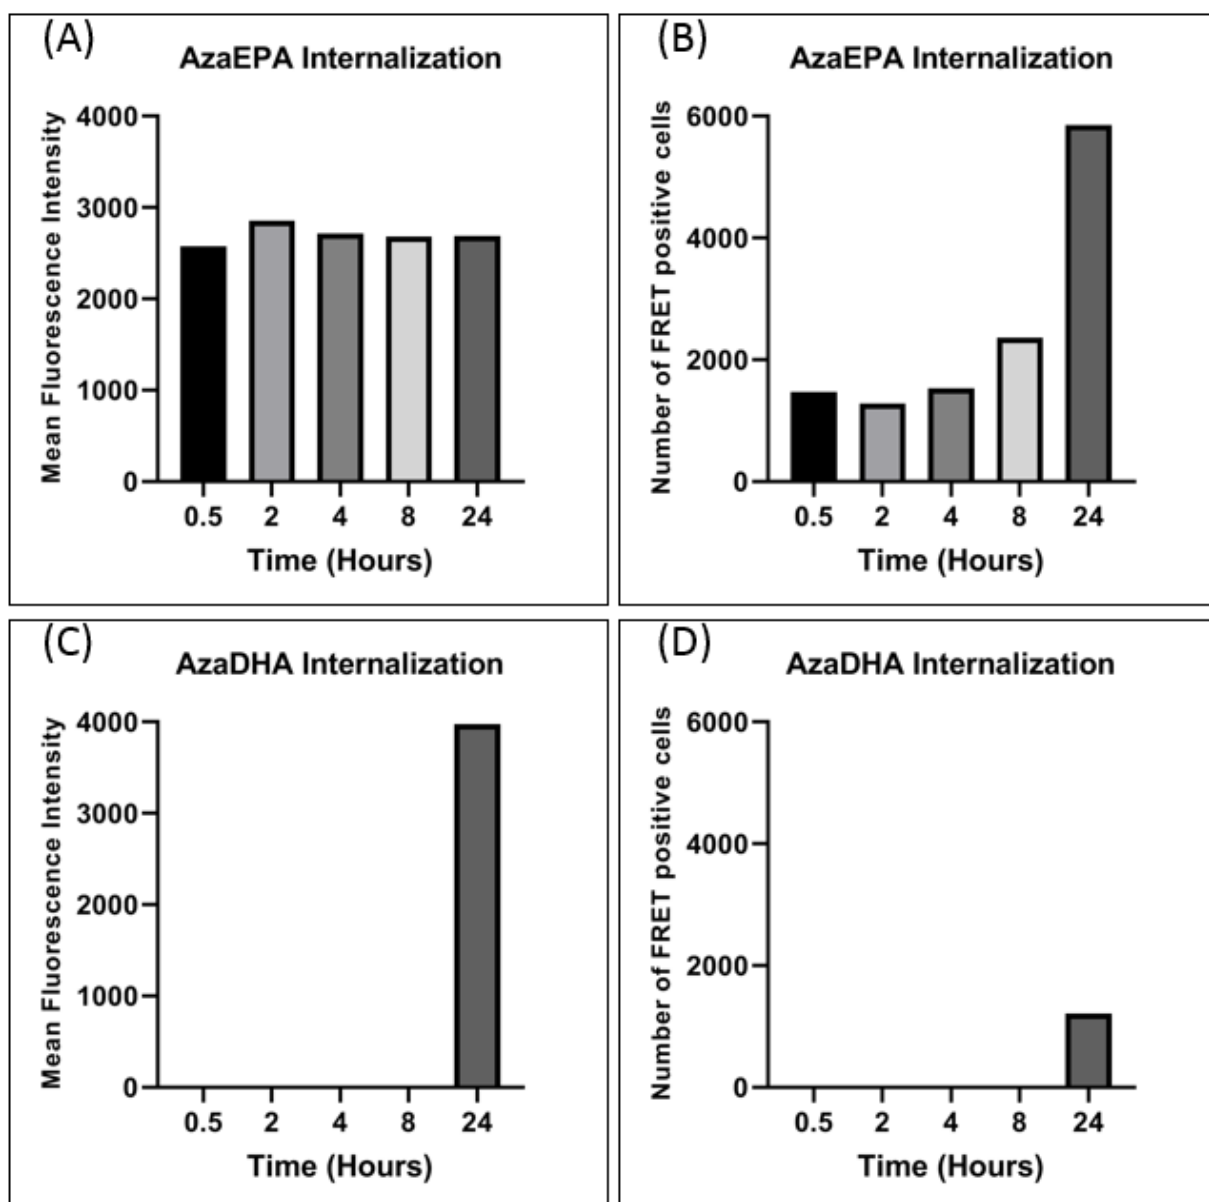 (A)
AzaEPA Internalization
Mean Fluorescence Intensity
4000
3000
2000
1000
0
0.5 2 4 8 24
Time (Hours)
(B)
AzaEPA Internalization
Number of FRET positive cells
6000
4000
2000
0
0.5 2 4 8 24
Time (Hours)
(C)
AzaDHA Internalization
Mean Fluorescence Intensity
4000
3000
2000
1000
0
0.5 2 4 8 24
Time (Hours)
(D)
AzaDHA Internalization
Number of FRET positive cells
6000
4000
2000
0
0.5 2 4 8 24
Time (Hours)